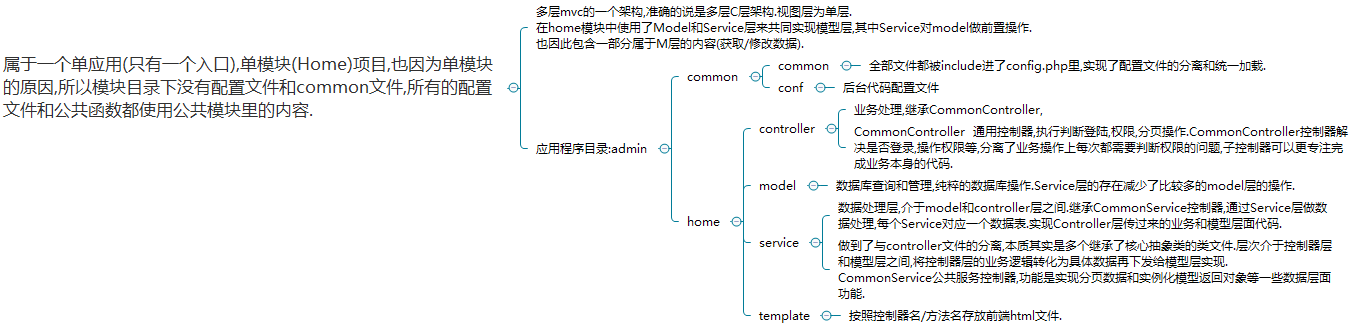 属于一个单应用(只有一个入口),单模块(Home)项目,也因为单模块
的原因,所以模块目录下没有配置文件和common文件,所有的配置
文件和公共函数都使用公共模块里的内容.
多层mvc的一个架构,准确的说是多层C层架构.视图层为单层.
在home模块中使用了Model和Service层来共同实现模型层,其中Service对model做前置操作.
也因此包含一部分属于M层的内容(获取/修改数据).
应用程序目录:admin
common
common
全部文件都被include进了config.php里,实现了配置文件的分离和统一加载.
conf
后台代码配置文件
home
controller
业务处理,继承CommonController,
CommonController 通用控制器,执行判断登陆,权限,分页操作.CommonController控制器解
决是否登录,操作权限等,分离了业务操作上每次都需要判断权限的问题,子控制器可以更专注完
成业务本身的代码.
model
数据库查询和管理,纯粹的数据库操作.Service层的存在减少了比较多的model层的操作.
service
数据处理层,介于model和controller层之间.继承CommonService控制器,通过Service层做数
据处理,每个Service对应一个数据表.实现Controller层传过来的业务和模型层面代码.
做到了与controller文件的分离,本质其实是多个继承了核心抽象类的类文件.层次介于控制器层
和模型层之间,将控制器层的业务逻辑转化为具体数据再下发给模型层实现.
CommonService公共服务控制器,功能是实现分页数据和实例化模型返回对象等一些数据层面
功能.
template
按照控制器名/方法名存放前端html文件.